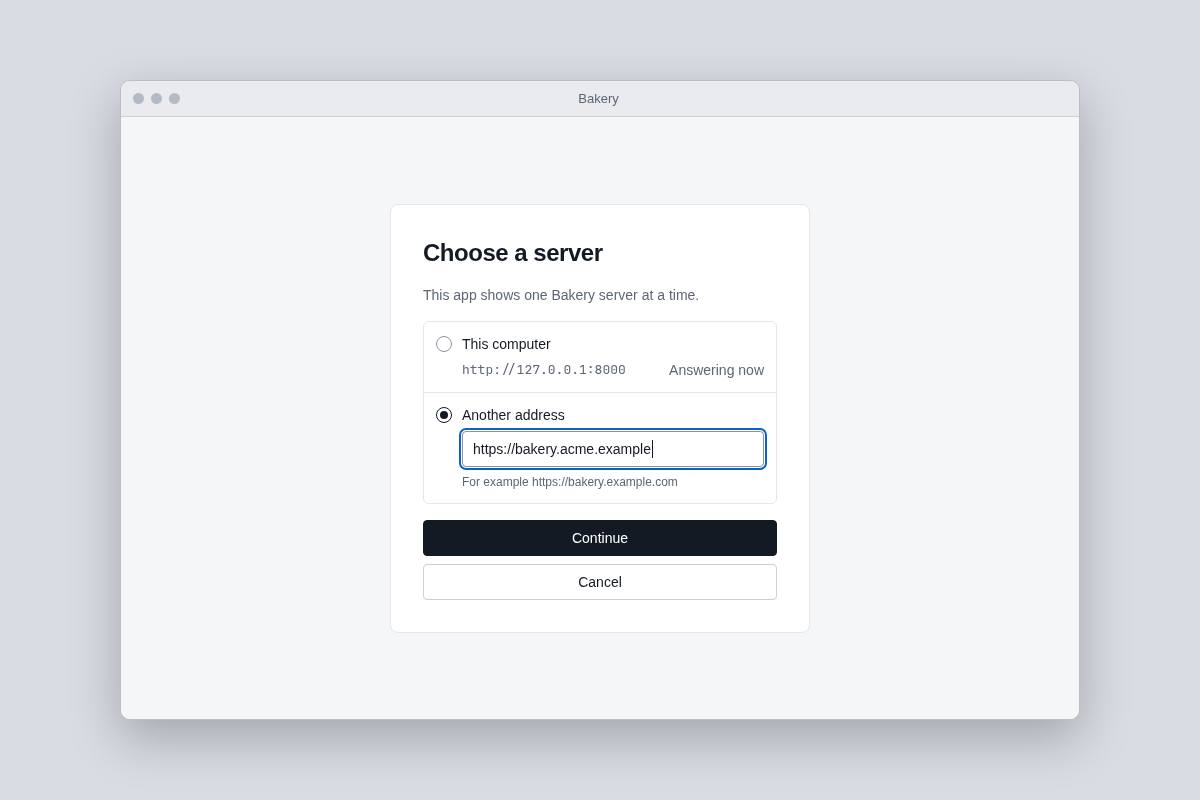 Bakery
Choose a server
This app shows one Bakery server at a time.
This computer
http://127.0.0.1:8000 Answering now
Another address
https://bakery.acme.example
For example https://bakery.example.com
Continue
Cancel